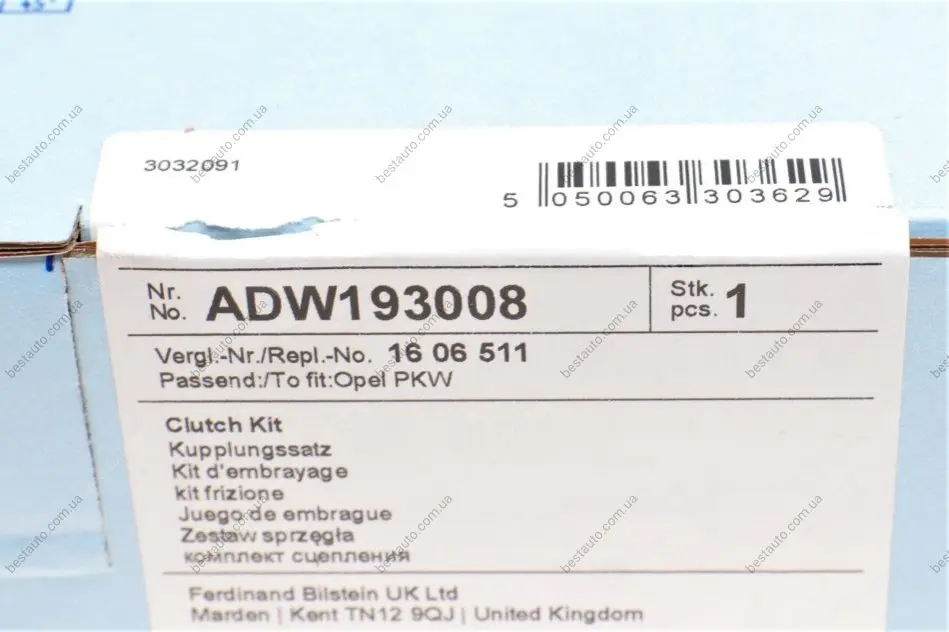 +5°
3032091
5 050063 303629
Nr.
No. ADW193008
Stk.
pcs. 1
Vergl.-Nr./Repl.-No. 16 06 511
Passend:/To fit:Opel PKW
Clutch Kit
Kupplungssatz
Kit d'embrayage
kit frizione
Juego de embrague
Zestaw sprzęgła
комплект сцепления
Ferdinand Bilstein UK Ltd
Marden | Kent TN12 9QJ | United Kingdom
bestauto.com.ua